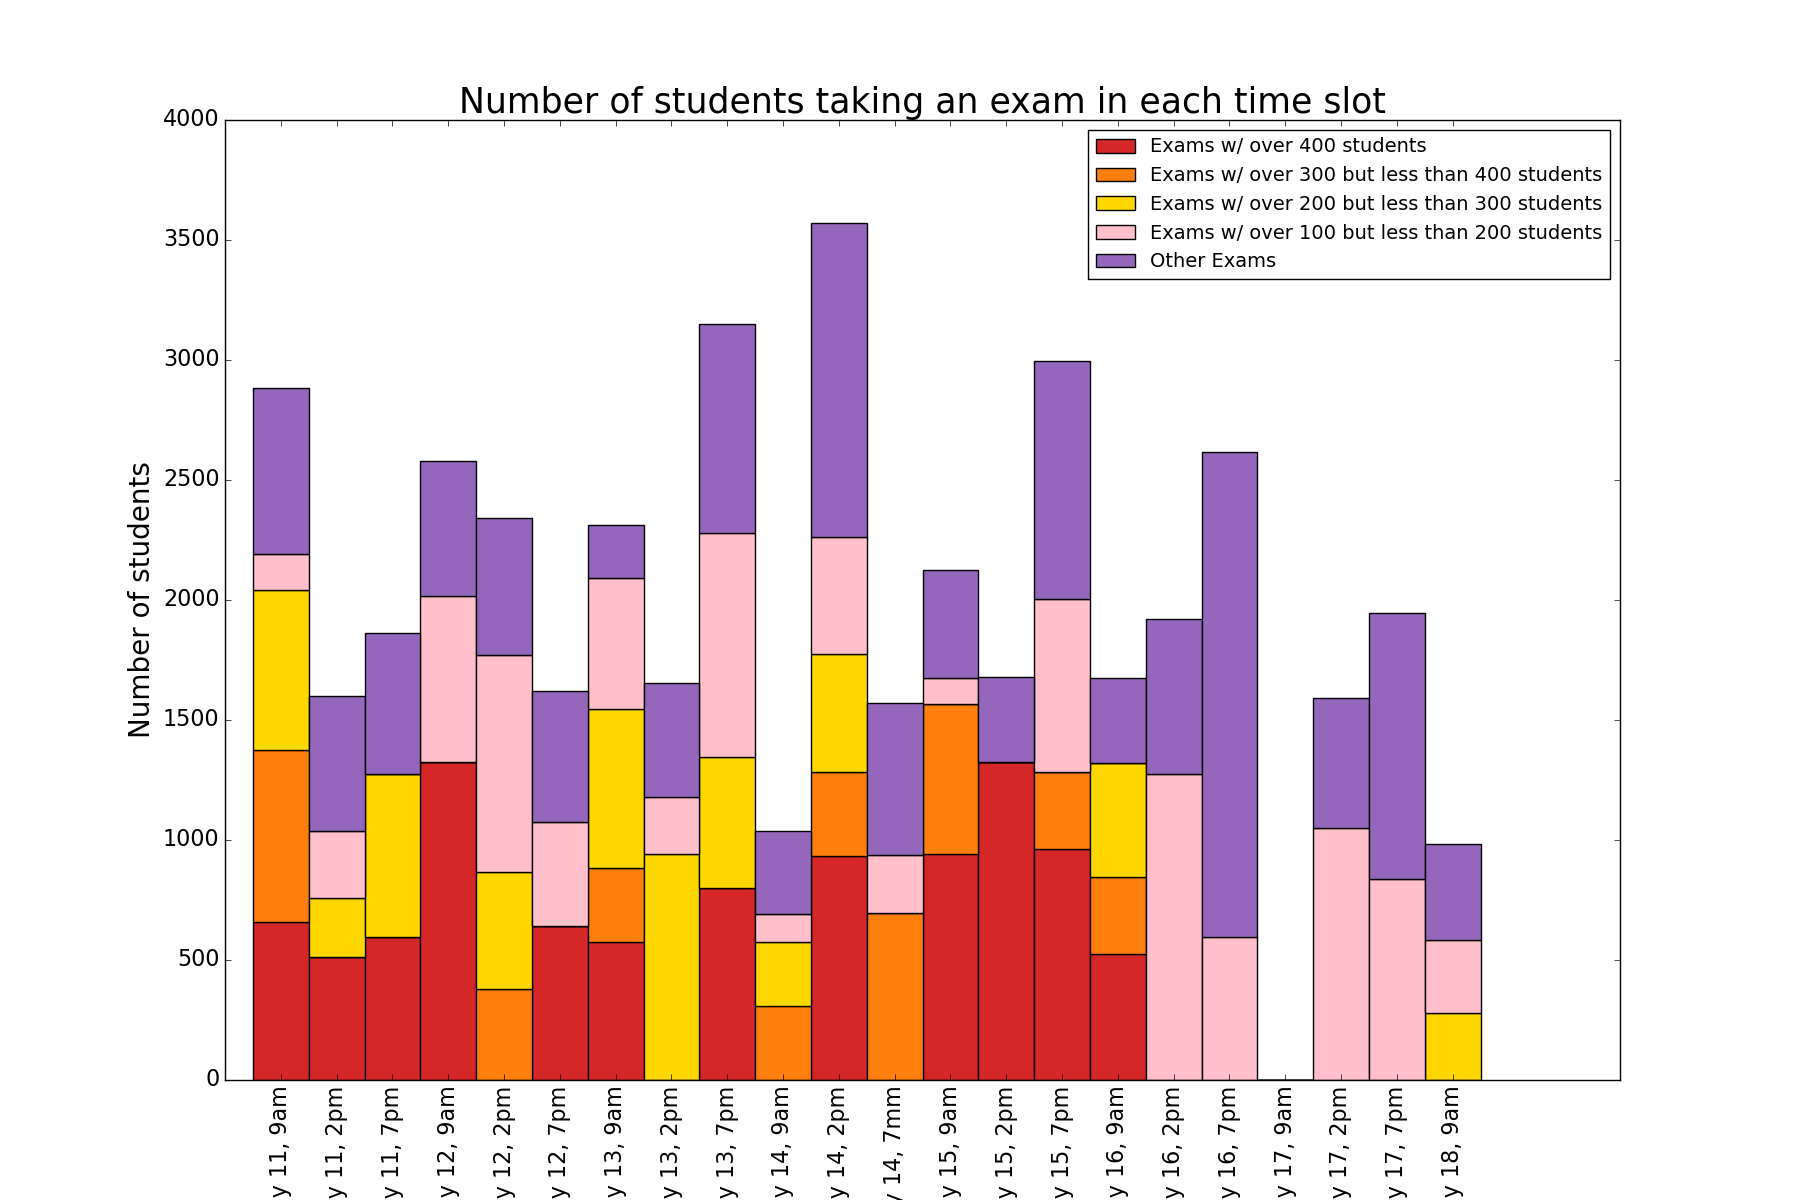 Number of students taking an exam in each time slot
Exams w/ over 400 students
Exams w/ over 300 but less than 400 students
Exams w/ over 200 but less than 300 students
Exams w/ over 100 but less than 200 students
Other Exams
4000
3500
3000
2500
2000
1500
1000
500
0
Number of students
y 11, 9am
y 11, 2pm
y 11, 7pm
y 12, 9am
y 12, 2pm
y 12, 7pm
y 13, 9am
y 13, 2pm
y 13, 7pm
y 14, 9am
y 14, 2pm
y 14, 7mm
y 15, 9am
y 15, 2pm
y 15, 7pm
y 16, 9am
y 16, 2pm
y 16, 7pm
y 17, 9am
y 17, 2pm
y 17, 7pm
y 18, 9am